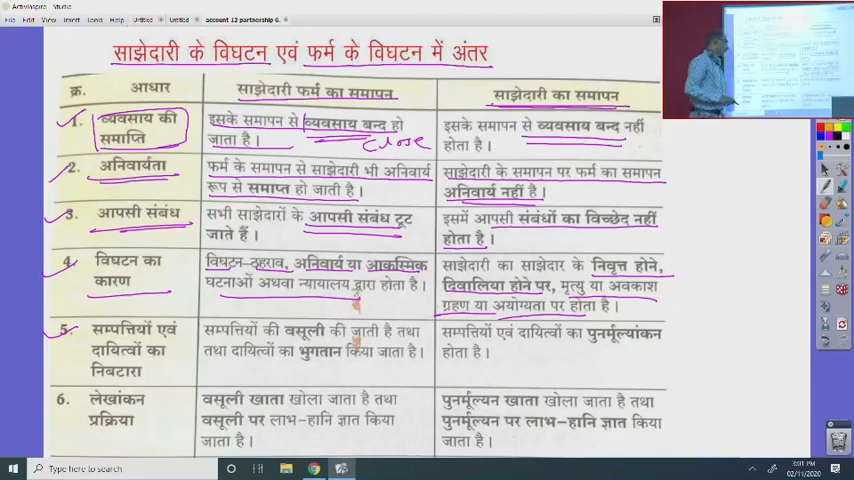 ActivInspire - Studio
File Edit View Insert Tools Help Untitled Untitled account 12 partnership 6.
साझेदारी के विघटन एवं फर्म के विघटन में अंतर
क्र. आधार साझेदारी फर्म का समापन साझेदारी का समापन
1. व्यवसाय की समाप्ति
इसके समापन से व्यवसाय बन्द हो
जाता है। close
इसके समापन से व्यवसाय बन्द नहीं
होता है।
2. अनिवार्यता
फर्म के समापन से साझेदारी भी अनिवार्य
रूप से समाप्त हो जाती है।
साझेदारी के समापन पर फर्म का समापन
अनिवार्य नहीं है।
3. आपसी संबंध
सभी साझेदारों के आपसी संबंध टूट
जाते हैं।
इसमें आपसी संबंधों का विच्छेद नहीं
होता है।
4. विघटन का
कारण
विघटन-ठहराव, अनिवार्य या आकस्मिक
घटनाओं अथवा न्यायालय द्वारा होता है।
साझेदारी का साझेदार के निवृत्त होने,
दिवालिया होने पर, मृत्यु या अवकाश
ग्रहण या अयोग्यता पर होता है।
5. सम्पत्तियों एवं
दायित्वों का
निबटारा
सम्पत्तियों की वसूली की जाती है तथा
तथा दायित्वों का भुगतान किया जाता है।
सम्पत्तियों एवं दायित्वों का पुनर्मूल्यांकन
होता है।
6. लेखांकन
प्रक्रिया
वसूली खाता खोला जाता है तथा
वसूली पर लाभ-हानि ज्ञात किया
जाता है।
पुनर्मूल्यन खाता खोला जाता है तथा
पुनर्मूल्यन पर लाभ-हानि ज्ञात किया
जाता है।
Type here to search
3:01 PM
02/11/2020